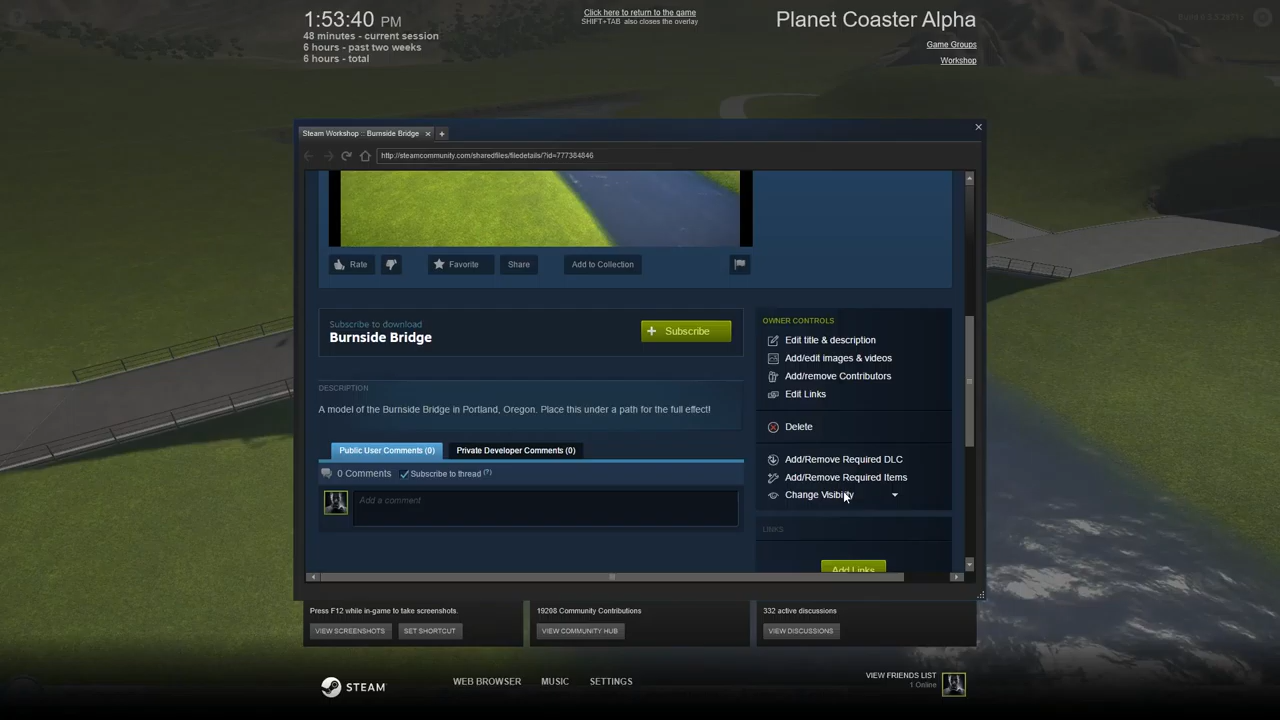 1:53:40 PM
48 minutes - current session
6 hours - past two weeks
6 hours - total
Click here to return to the game
SHIFT+TAB also closes the overlay
Planet Coaster Alpha
Game Groups
Workshop
Steam Workshop :: Burnside Bridge
http://steamcommunity.com/sharedfiles/filedetails/?id=777384846
Rate
Favorite
Share
Add to Collection
Subscribe to download
Burnside Bridge
Subscribe
DESCRIPTION
A model of the Burnside Bridge in Portland, Oregon. Place this under a path for the full effect!
Public User Comments (0)
Private Developer Comments (0)
0 Comments
Subscribe to thread (?)
Add a comment
OWNER CONTROLS
Edit title & description
Add/edit images & videos
Add/remove Contributors
Edit Links
Delete
Add/Remove Required DLC
Add/Remove Required Items
Change Visibility
LINKS
Add Links
Press F12 while in-game to take screenshots.
VIEW SCREENSHOTS
SET SHORTCUT
19208 Community Contributions
VIEW COMMUNITY HUB
332 active discussions
VIEW DISCUSSIONS
STEAM
WEB BROWSER
MUSIC
SETTINGS
VIEW FRIENDS LIST
1 Online